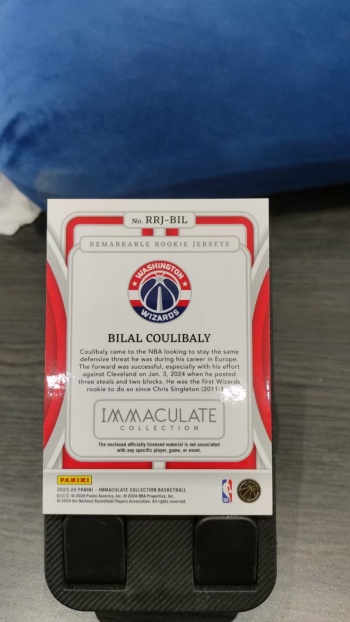 No. RRJ-BIL
REMARKABLE ROOKIE JERSEYS
WASHINGTON
WIZARDS
BILAL COULIBALY
Coulibaly came to the NBA looking to stay the same
defensive threat he was during his career in Europe.
The forward was successful, especially with his effort
against Cleveland on Jan. 3, 2024 when he posted
three steals and two blocks. He was the first Wizards
rookie to do so since Chris Singleton (2011-
IMMACULATE
COLLECTION
The enclosed officially licensed material is not associated
with any specific player, game, or event.
PANINI
2023-24 PANINI - IMMACULATE COLLECTION BASKETBALL
© 2024 Panini America, Inc. © 2024 NBA Properties, Inc.
© 2024 the National Basketball Players Association. All rights reserved.